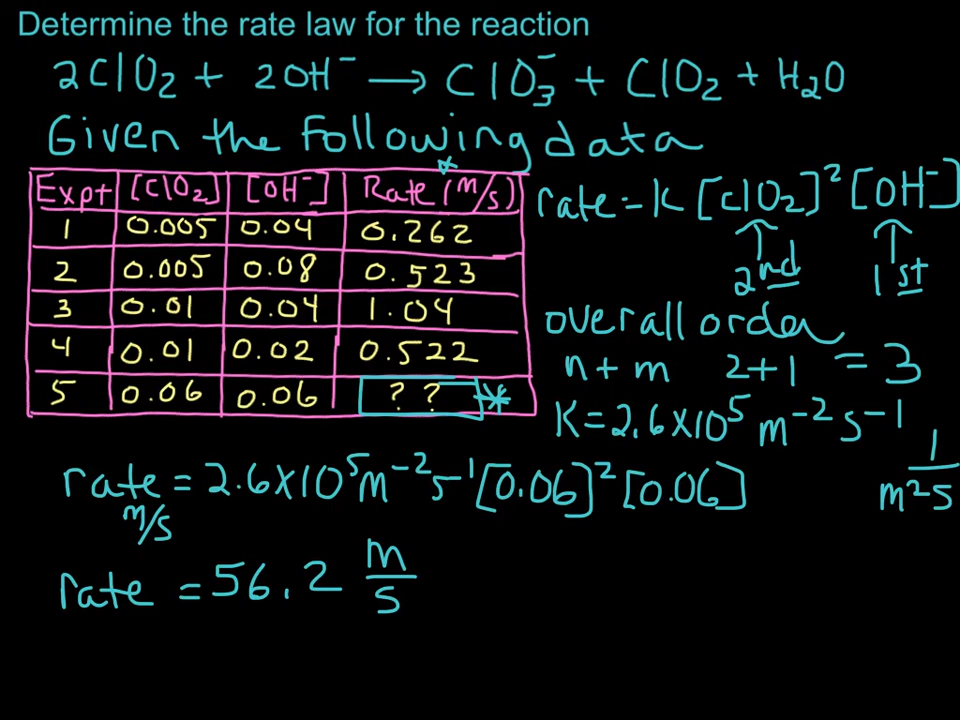 Determine the rate law for the reaction
2ClO₂ + 2OH⁻ → ClO₃⁻ + ClO₂ + H₂O
Given the following data
Expt [ClO₂] [OH⁻] Rate (M/s)
1 0.005 0.04 0.262
2 0.005 0.08 0.523
3 0.01 0.04 1.04
4 0.01 0.02 0.522
5 0.06 0.06 ? ? *
rate = K [ClO₂]² [OH⁻]
2nd 1st
overall order
n + m 2+1 = 3
K = 2.6 x 10⁵ m⁻² s⁻¹
1
m²s
rate = 2.6 x 10⁵ m⁻² s⁻¹ [0.06]² [0.06]
m/s
rate = 56.2 m/s